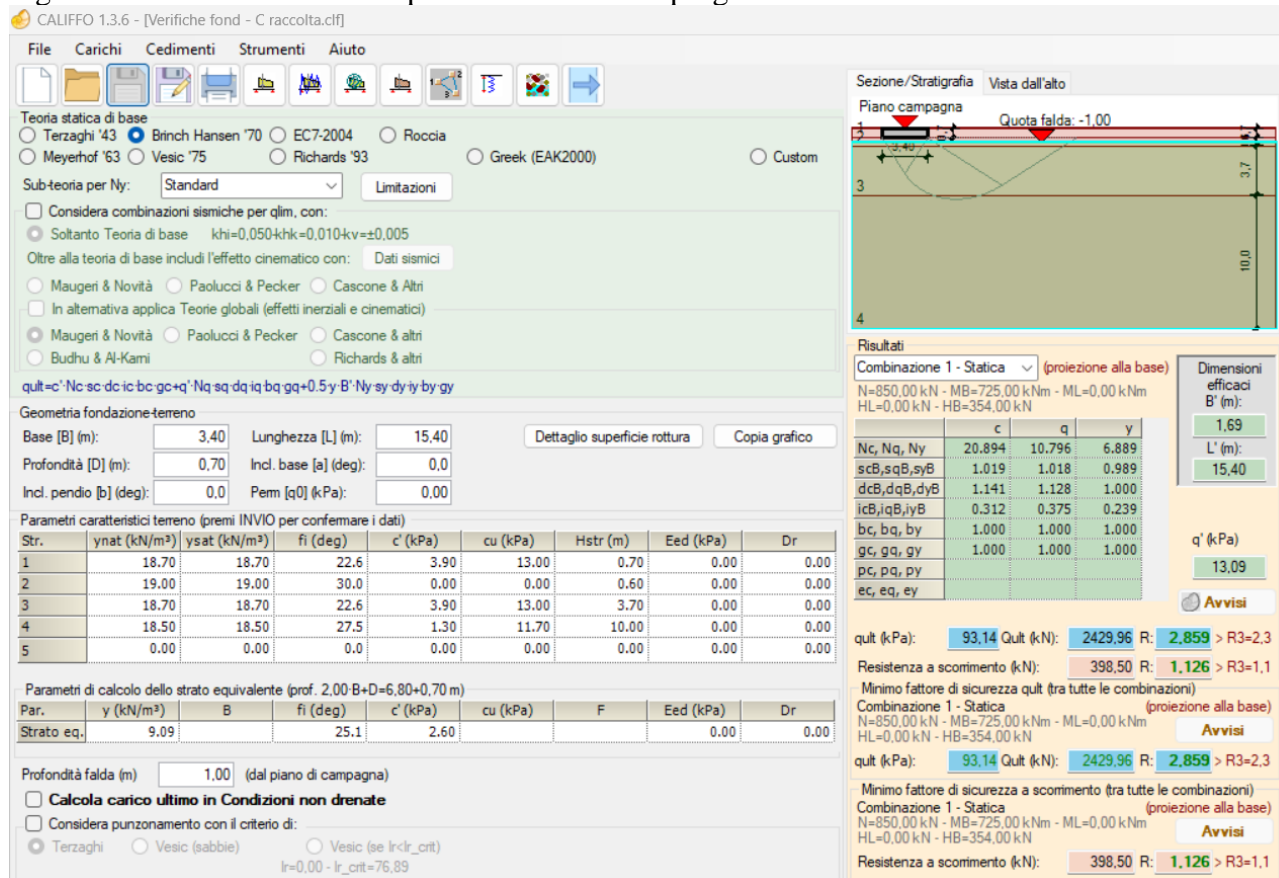 CALIFFO 1.3.6 - [Verifiche fond - C raccolta.clf]
File Carichi Cedimenti Strumenti Aiuto
Teoria statica di base
Terzaghi '43 Brinch Hansen '70 EC7-2004 Roccia
Meyerhof '63 Vesic '75 Richards '93 Greek (EAK2000) Custom
Sub-teoria per Nγ: Standard Limitazioni
Considera combinazioni sismiche per qlim, con:
Soltanto Teoria di base khi=0,050-khk=0,010-kv=±0,005
Oltre alla teoria di base includi l'effetto cinematico con: Dati sismici
Maugeri & Novità Paolucci & Pecker Cascone & Altri
In alternativa applica Teorie globali (effetti inerziali e cinematici)
Maugeri & Novità Paolucci & Pecker Cascone & altri
Budhu & Al-Karni Richards & altri
qult=c'·Nc·sc·dc·ic·bc·gc+q'·Nq·sq·dq·iq·bq·gq+0.5·γ·B'·Nγ·sγ·dγ·iγ·bγ·gγ
Geometria fondazione-terreno
Base [B] (m): 3,40 Lunghezza [L] (m): 15,40 Dettaglio superficie rottura Copia grafico
Profondità [D] (m): 0,70 Incl. base [a] (deg): 0,0
Incl. pendio [b] (deg): 0,0 Perm [q0] (kPa): 0,00
Parametri caratteristici terreno (premi INVIO per confermare i dati)
Str. γnat (kN/m³) γsat (kN/m³) fi (deg) c' (kPa) cu (kPa) Hstr (m) Eed (kPa) Dr
1 18.70 18.70 22.6 3.90 13.00 0.70 0.00 0.00
2 19.00 19.00 30.0 0.00 0.00 0.60 0.00 0.00
3 18.70 18.70 22.6 3.90 13.00 3.70 0.00 0.00
4 18.50 18.50 27.5 1.30 11.70 10.00 0.00 0.00
5 0.00 0.00 0.0 0.00 0.00 0.00 0.00 0.00
Parametri di calcolo dello strato equivalente (prof. 2,00·B+D=6,80+0,70 m)
Par. γ (kN/m³) B fi (deg) c' (kPa) cu (kPa) F Eed (kPa) Dr
Strato eq. 9.09 25.1 2.60 0.00 0.00
Profondità falda (m) 1,00 (dal piano di campagna)
Calcola carico ultimo in Condizioni non drenate
Considera punzonamento con il criterio di:
Terzaghi Vesic (sabbie) Vesic (se Ir<Ir_crit)
Ir=0,00 - Ir_crit=76,89
Sezione/Stratigrafia Vista dall'alto
Piano campagna
Quota falda: -1,00
1
2
3,40
3
3,7
10,0
4
Risultati
Combinazione 1 - Statica (proiezione alla base)
N=850,00 kN - MB=725,00 kNm - ML=0,00 kNm
HL=0,00 kN - HB=354,00 kN
c q γ
Nc, Nq, Nγ 20.894 10.796 6.889
scB,sqB,sγB 1.019 1.018 0.989
dcB,dqB,dγB 1.141 1.128 1.000
icB,iqB,iγB 0.312 0.375 0.239
bc, bq, bγ 1.000 1.000 1.000
gc, gq, gγ 1.000 1.000 1.000
pc, pq, pγ
ec, eq, eγ
Dimensioni
efficaci
B' (m):
1,69
L' (m):
15,40
q' (kPa)
13,09
Avvisi
qult (kPa): 93,14 Qult (kN): 2429,96 R: 2,859 > R3=2,3
Resistenza a scorrimento (kN): 398,50 R: 1,126 > R3=1,1
Minimo fattore di sicurezza qult (tra tutte le combinazioni)
Combinazione 1 - Statica (proiezione alla base)
N=850,00 kN - MB=725,00 kNm - ML=0,00 kNm
HL=0,00 kN - HB=354,00 kN
Avvisi
qult (kPa): 93,14 Qult (kN): 2429,96 R: 2,859 > R3=2,3
Minimo fattore di sicurezza a scorrimento (tra tutte le combinazioni)
Combinazione 1 - Statica (proiezione alla base)
N=850,00 kN - MB=725,00 kNm - ML=0,00 kNm
HL=0,00 kN - HB=354,00 kN
Avvisi
Resistenza a scorrimento (kN): 398,50 R: 1,126 > R3=1,1